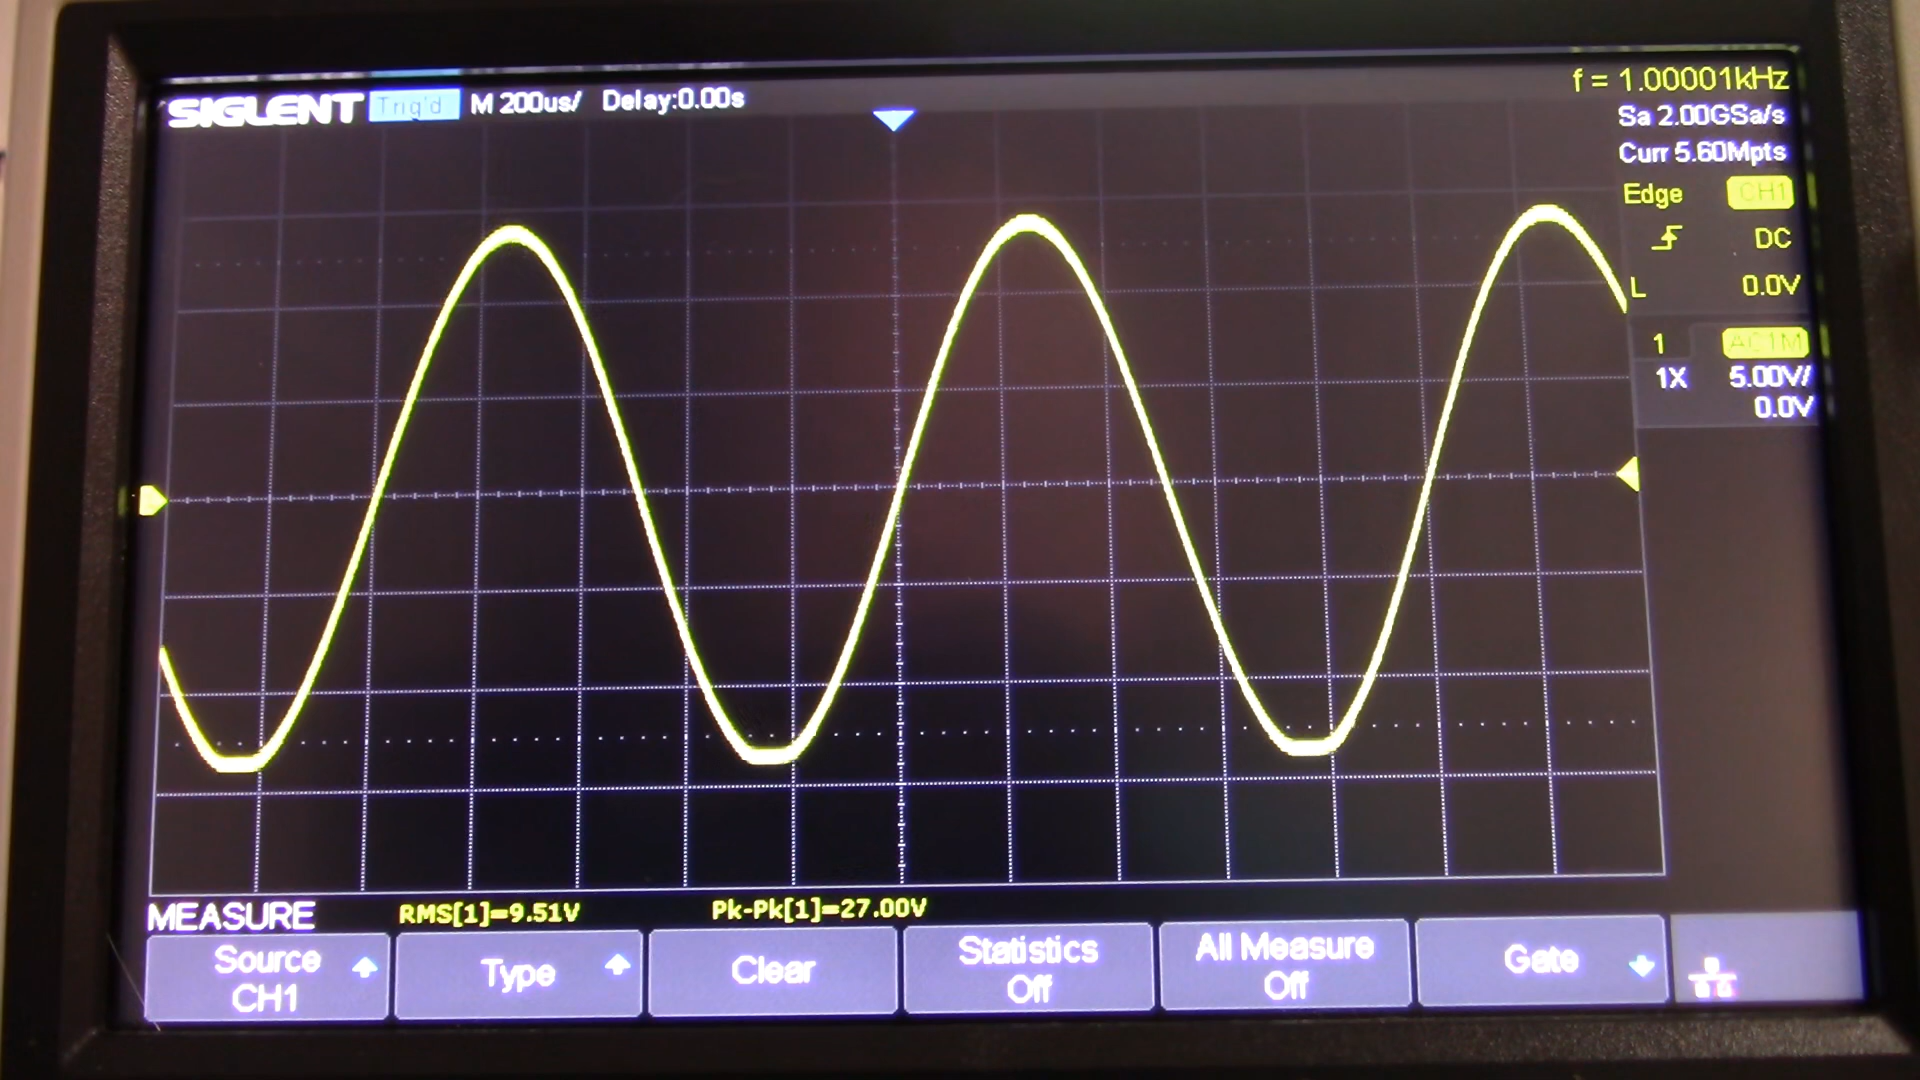 SIGLENT Trig'd M 200us/ Delay:0.00s
f = 1.00001kHz
Sa 2.00GSa/s
Curr 5.60Mpts
Edge CH1
DC
L 0.0V
1 AC1M
1X 5.00V/
0.0V
MEASURE RMS[1]=9.51V Pk-Pk[1]=27.00V
Source
CH1
Type
Clear
Statistics
Off
All Measure
Off
Gate